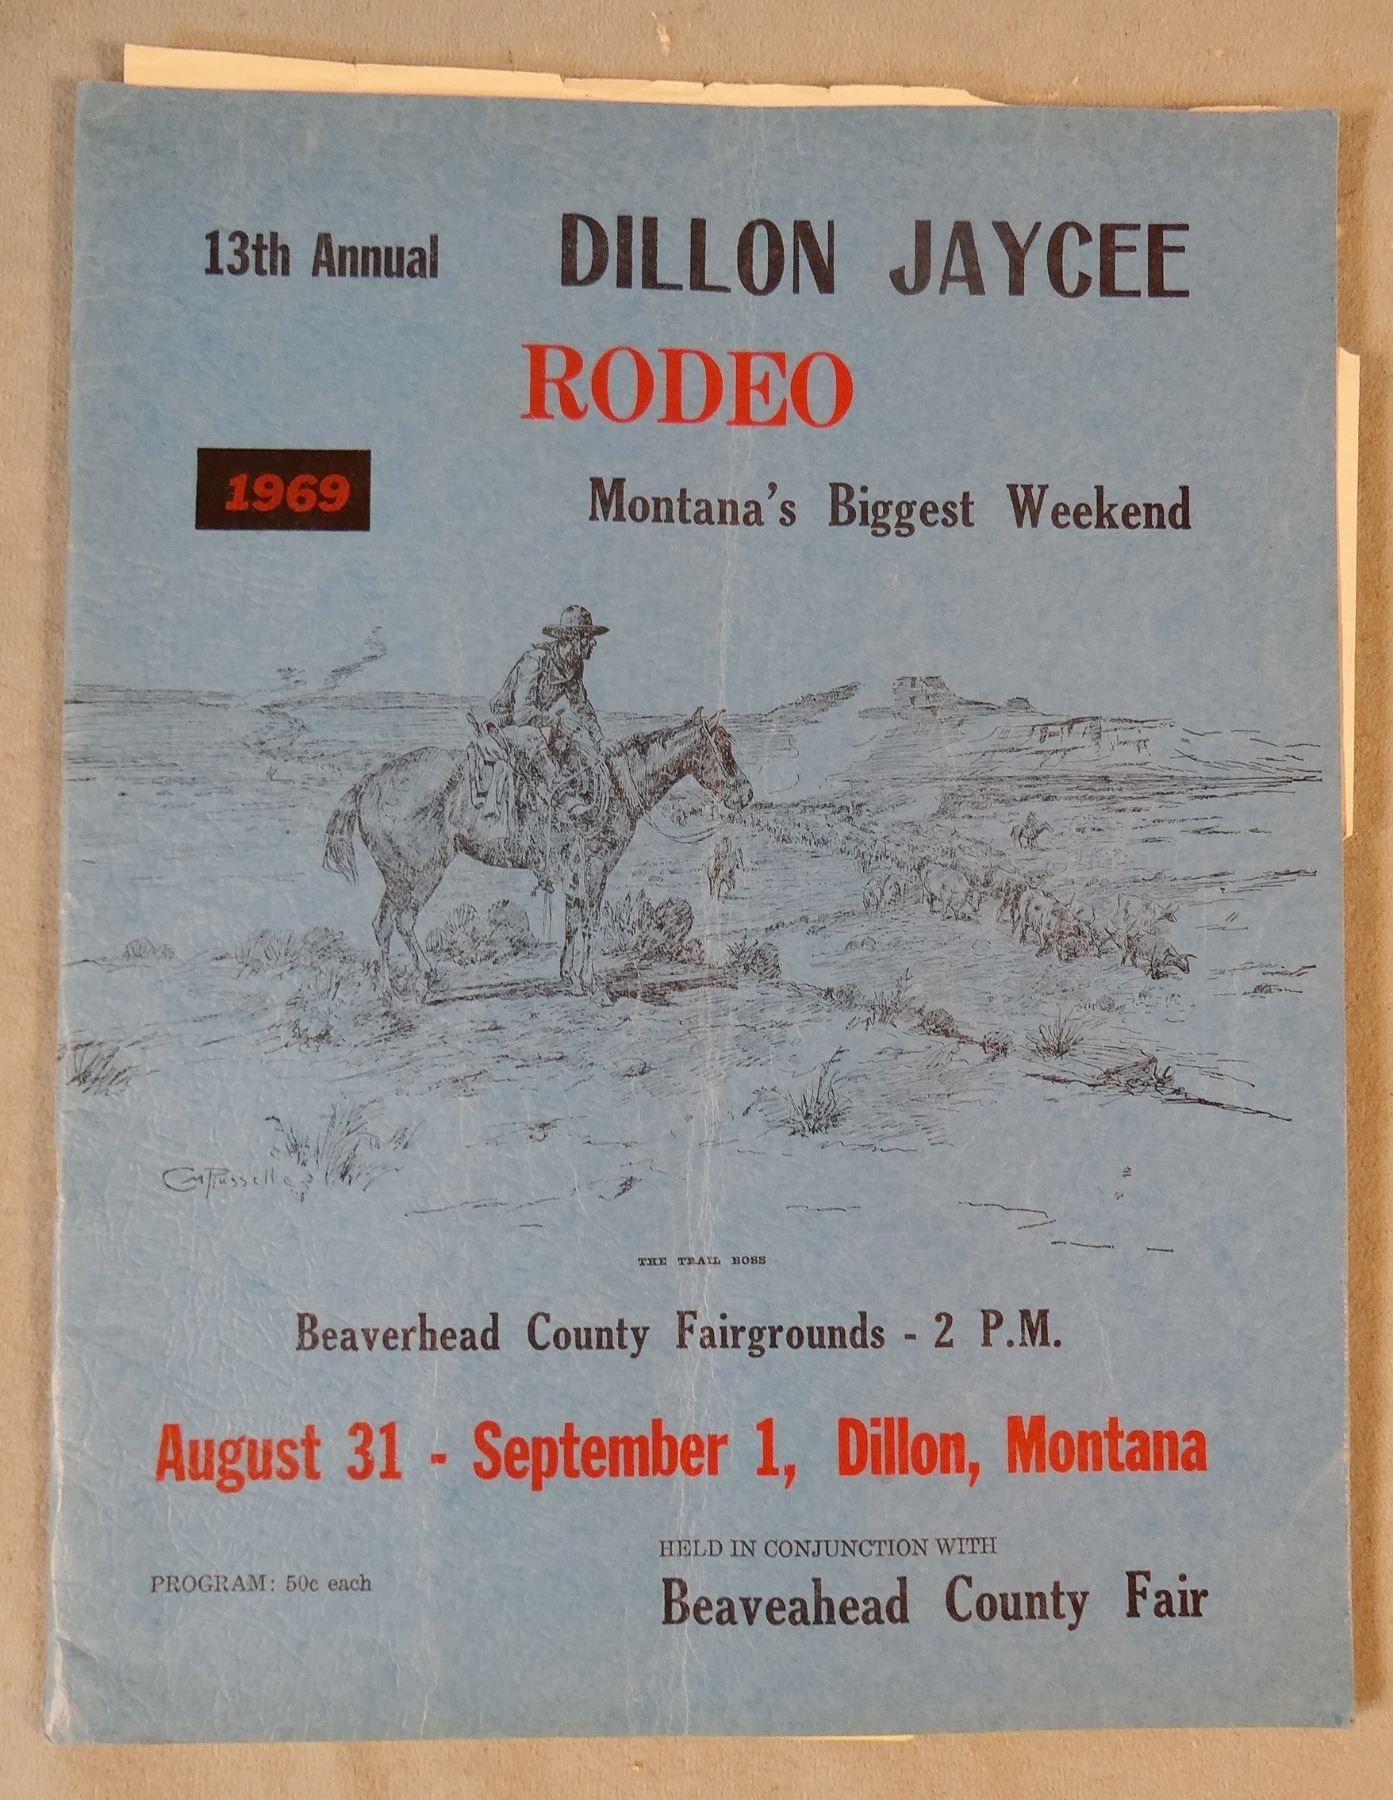 13th Annual DILLON JAYCEE
RODEO
1969
Montana's Biggest Weekend
CMRussell
THE TRAIL BOSS
Beaverhead County Fairgrounds - 2 P.M.
August 31 - September 1, Dillon, Montana
HELD IN CONJUNCTION WITH
PROGRAM: 50c each
Beaveahead County Fair